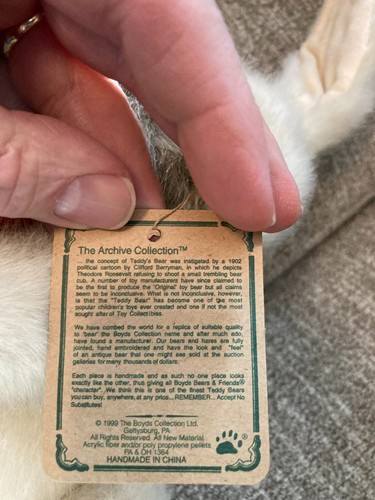 The Archive Collection™
... the concept of Teddy's Bear was instigated by a 1902
political cartoon by Clifford Berryman, in which he depicts
Theodore Roosevelt refusing to shoot a small trembling bear
cub. A number of toy manufacturers have since claimed to
be the first to produce the 'Original' toy bear but all claims
seem to be inconclusive. What is not inconclusive, however,
is that the "Teddy Bear" has become one of the most
popular children's toys ever created and one if not the most
sought after of Toy Collectibles.
We have combed the world for a replica of suitable quality
to 'bear' the Boyds Collection name and after much ado,
have found a manufacturer. Our bears and hares are fully
jointed, hand embroidered and have the look and "feel"
of an antique bear that one might see sold at the auction
galleries for many thousands of dollars.
Each piece is handmade and as such no one place looks
exactly like the other, thus giving all Boyds Bears & Friends®
"character". We think this is one of the finest Teddy Bears
you can buy, anywhere, at any price... REMEMBER... Accept No
Substitutes!
© 1999 The Boyds Collection Ltd.
Gettysburg, PA
All Rights Reserved All New Material
Acrylic fiber and/or poly propylene pellets
PA & OH 1364
HANDMADE IN CHINA
®